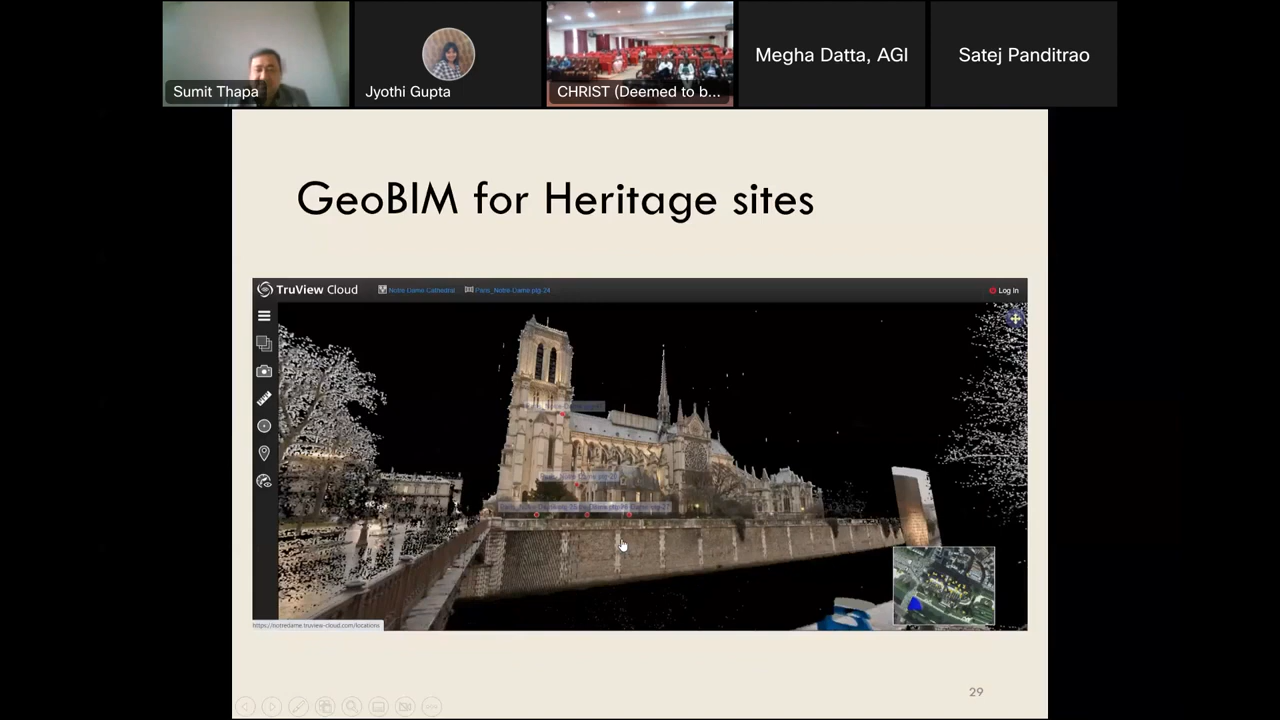 Sumit Thapa
Jyothi Gupta
CHRIST (Deemed to b...
Megha Datta, AGI
Satej Panditrao
GeoBIM for Heritage sites
TruView Cloud
Notre Dame Cathedral
Paris_Notre-Dame ptg-24
Log In
https://notredame.truview-cloud.com/locations
29